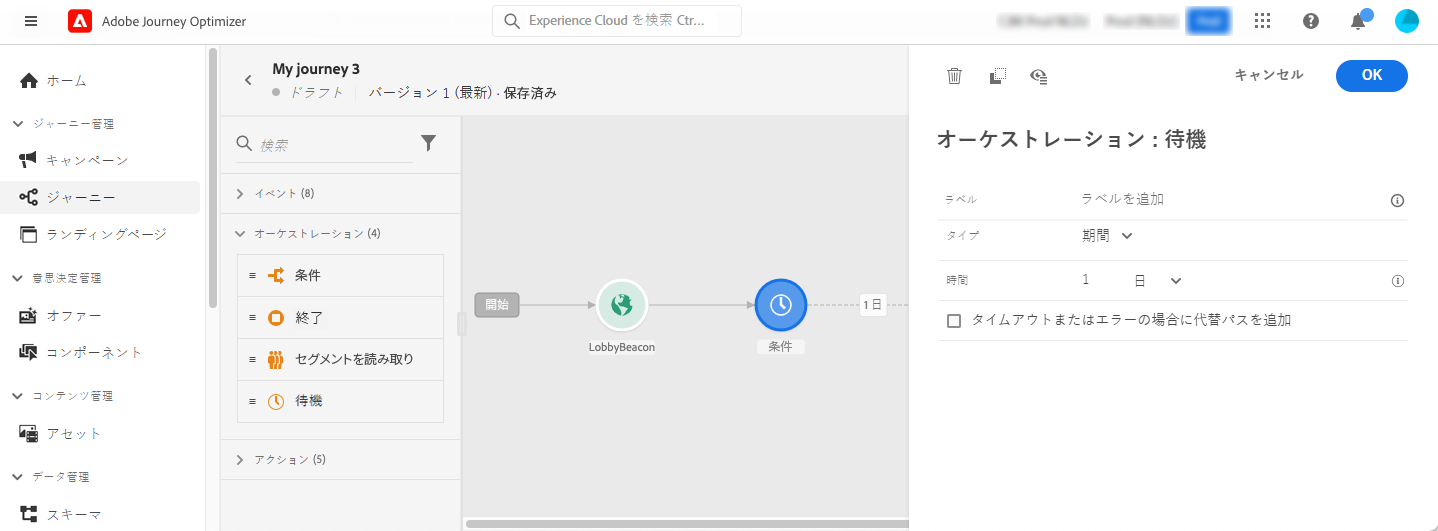 Adobe Journey Optimizer
Experience Cloud を検索 Ctr...
ホーム
ジャーニー管理
キャンペーン
ジャーニー
ランディングページ
意思決定管理
オファー
コンポーネント
コンテンツ管理
アセット
データ管理
スキーマ
My journey 3
ドラフト バージョン 1 (最新) · 保存済み
検索
イベント (8)
オーケストレーション (4)
条件
終了
セグメントを読み取り
待機
アクション (5)
開始
LobbyBeacon
条件
1 日
キャンセル
OK
オーケストレーション : 待機
ラベル ラベルを追加
タイプ 期間
時間 1 日
タイムアウトまたはエラーの場合に代替パスを追加